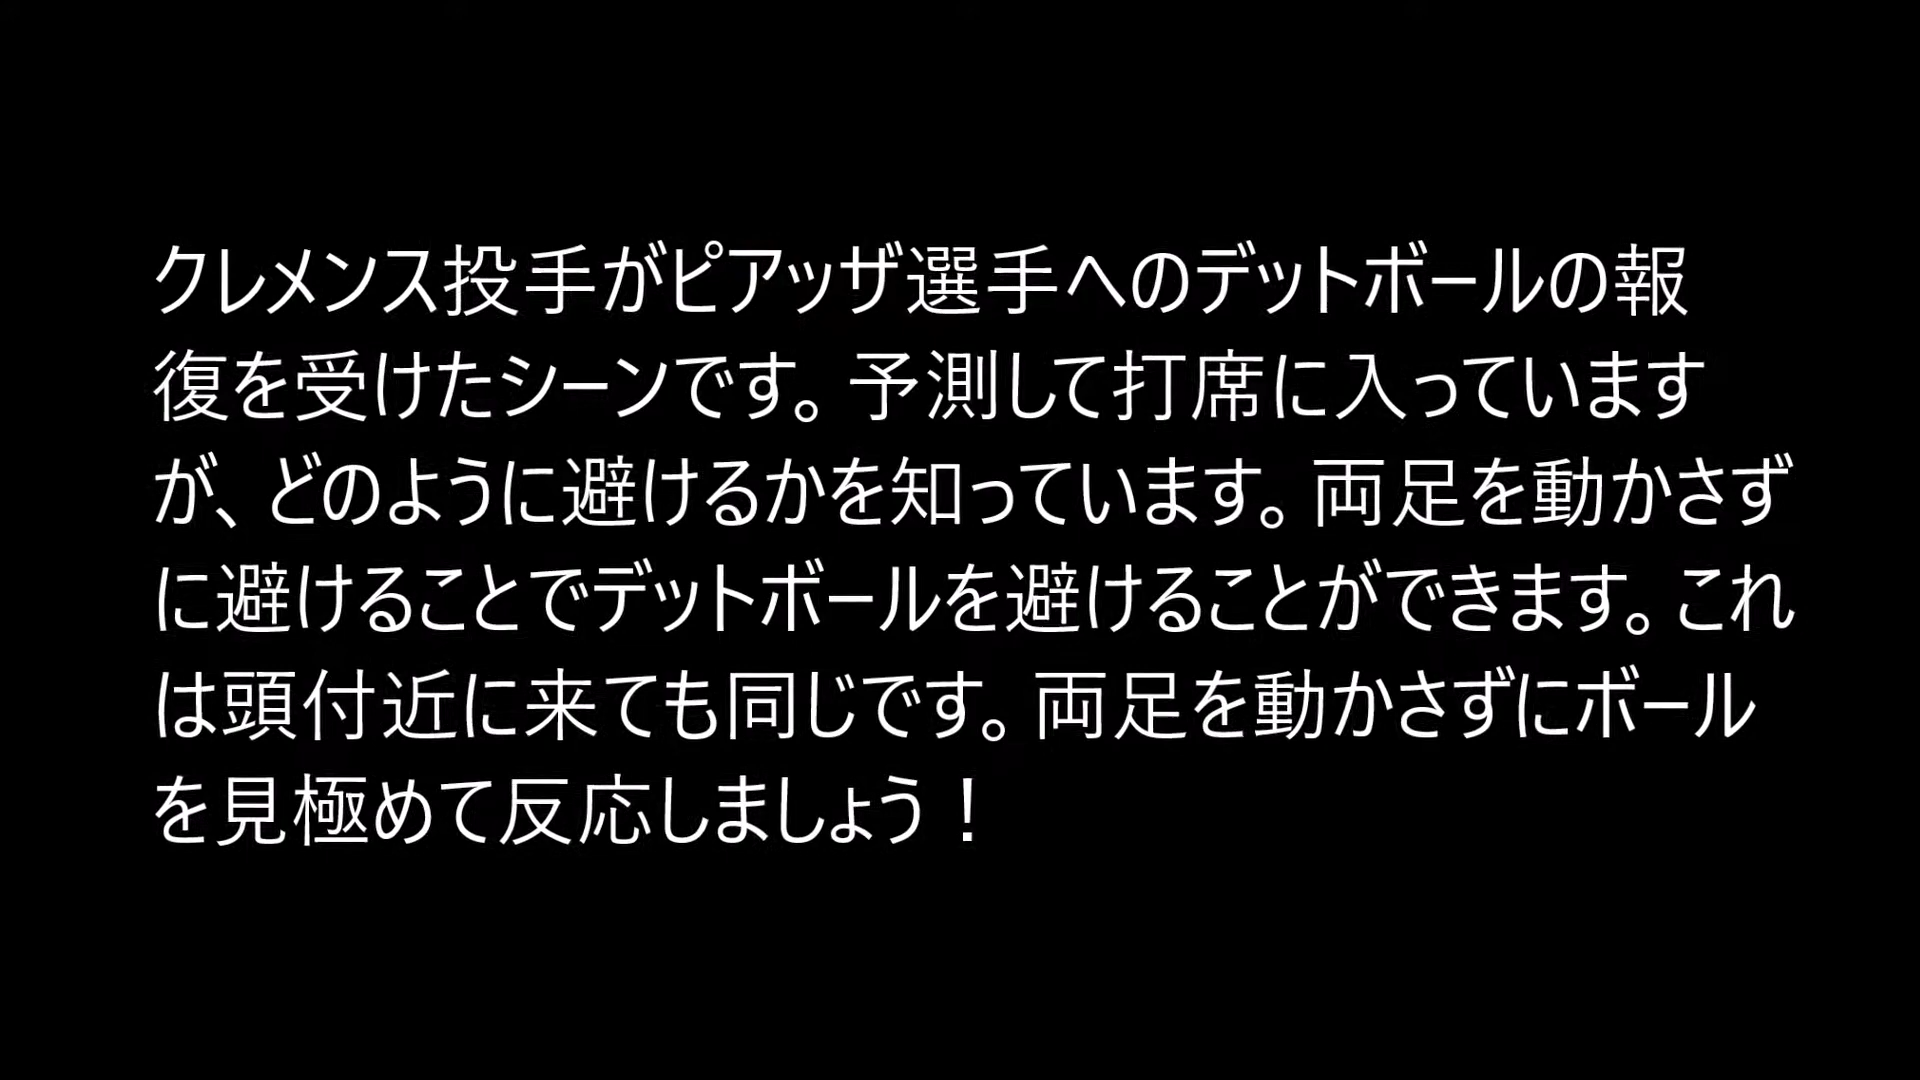 クレメンス投手がピアッザ選手へのデットボールの報
復を受けたシーンです。予測して打席に入っています
が、どのように避けるかを知っています。両足を動かさず
に避けることでデットボールを避けることができます。これ
は頭付近に来ても同じです。両足を動かさずにボール
を見極めて反応しましょう！